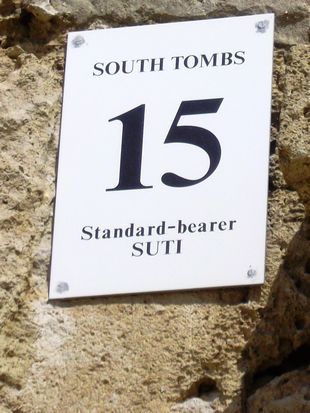 SOUTH TOMBS
15
Standard-bearer
SUTI